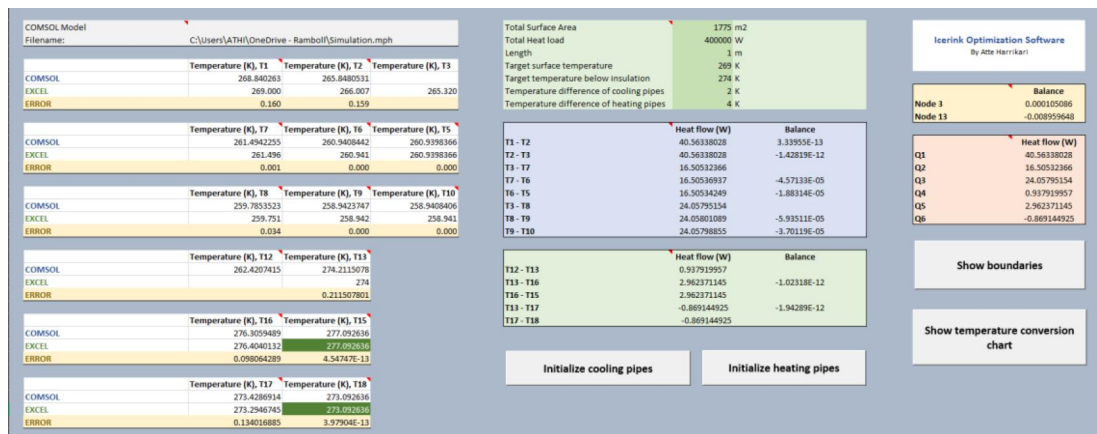 COMSOL Model
Filename: C:\Users\ATHI\OneDrive - Ramboll\Simulation.mph
Temperature (K), T1 Temperature (K), T2 Temperature (K), T3
COMSOL 268.840263 265.8480531
EXCEL 269.000 266.007 265.320
ERROR 0.160 0.159
Temperature (K), T7 Temperature (K), T6 Temperature (K), T5
COMSOL 261.4942255 260.9408442 260.9398366
EXCEL 261.496 260.941 260.9398366
ERROR 0.001 0.000 0.000
Temperature (K), T8 Temperature (K), T9 Temperature (K), T10
COMSOL 259.7853523 258.9423747 258.9408406
EXCEL 259.751 258.942 258.941
ERROR 0.034 0.000 0.000
Temperature (K), T12 Temperature (K), T13
COMSOL 262.4207415 274.2115078
EXCEL 274
ERROR 0.211507801
Temperature (K), T16 Temperature (K), T15
COMSOL 276.3059489 277.092636
EXCEL 276.4040132 277.092636
ERROR 0.098064289 4.54747E-13
Temperature (K), T17 Temperature (K), T18
COMSOL 273.4286914 273.092636
EXCEL 273.2946745 273.092636
ERROR 0.134016885 3.97904E-13
Total Surface Area 1775 m2
Total Heat load 400000 W
Length 1 m
Target surface temperature 269 K
Target temperature below insulation 274 K
Temperature difference of cooling pipes 2 K
Temperature difference of heating pipes 4 K
Heat flow (W) Balance
T1 - T2 40.56338028 3.33955E-13
T2 - T3 40.56338028 -1.42819E-12
T3 - T7 16.50532366
T7 - T6 16.50536937 -4.57133E-05
T6 - T5 16.50534249 -1.88314E-05
T3 - T8 24.05795154
T8 - T9 24.05801089 -5.93511E-05
T9 - T10 24.05798855 -3.70119E-05
Heat flow (W) Balance
T12 - T13 0.937919957
T13 - T16 2.962371145 -1.02318E-12
T16 - T15 2.962371145
T13 - T17 -0.869144925 -1.94289E-12
T17 - T18 -0.869144925
Initialize cooling pipes
Initialize heating pipes
Icerink Optimization Software
By Atte Harrikari
Balance
Node 3 0.000105086
Node 13 -0.008959648
Heat flow (W)
Q1 40.56338028
Q2 16.50532366
Q3 24.05795154
Q4 0.937919957
Q5 2.962371145
Q6 -0.869144925
Show boundaries
Show temperature conversion
chart